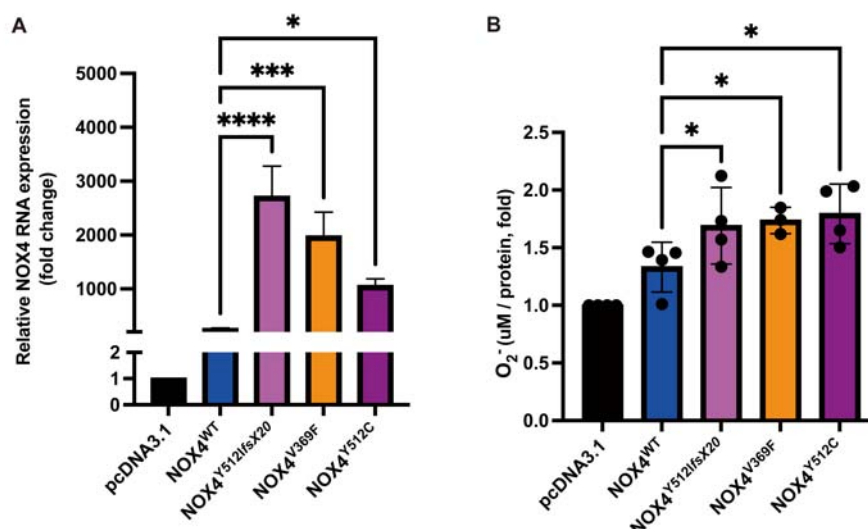 A
Relative NOX4 RNA expression
(fold change)
5000
4000
3000
2000
1000
2
1
0
*
***
****
pcDNA3.1
NOX4WT
NOX4Y512IfsX20
NOX4V369F
NOX4Y512C
B
O2- (uM / protein, fold)
2.5
2.0
1.5
1.0
0.5
0.0
*
*
*
pcDNA3.1
NOX4WT
NOX4Y512IfsX20
NOX4V369F
NOX4Y512C